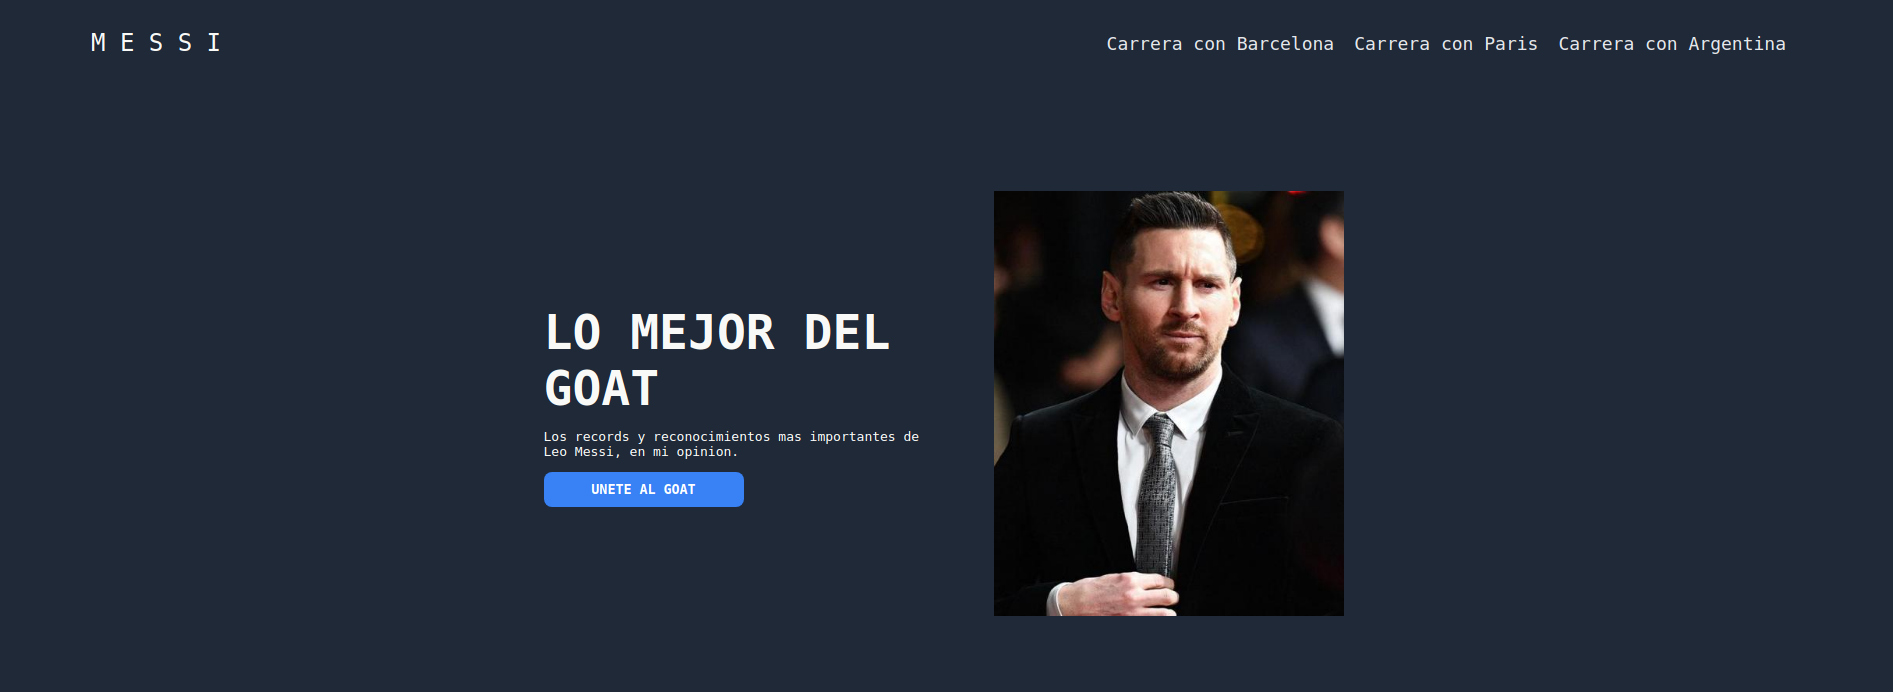 M E S S I
Carrera con Barcelona Carrera con Paris Carrera con Argentina
LO MEJOR DEL
GOAT
Los records y reconocimientos mas importantes de
Leo Messi, en mi opinion.
UNETE AL GOAT